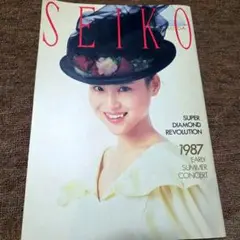 SEIKO
SUPER
DIAMOND
REVOLUTION
1987
EARLY
SUMMER
CONCERT